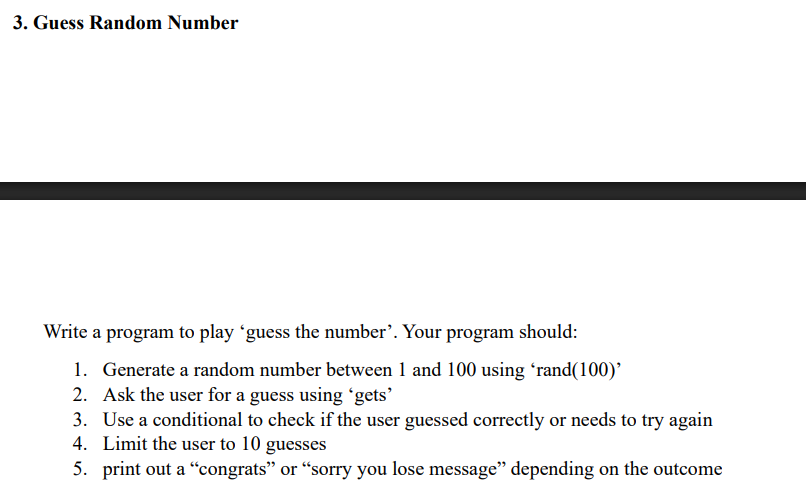 3. Guess Random Number
Write a program to play ‘guess the number’. Your program should:
1. Generate a random number between 1 and 100 using ‘rand(100)’
2. Ask the user for a guess using ‘gets’
3. Use a conditional to check if the user guessed correctly or needs to try again
4. Limit the user to 10 guesses
5. print out a “congrats” or “sorry you lose message” depending on the outcome